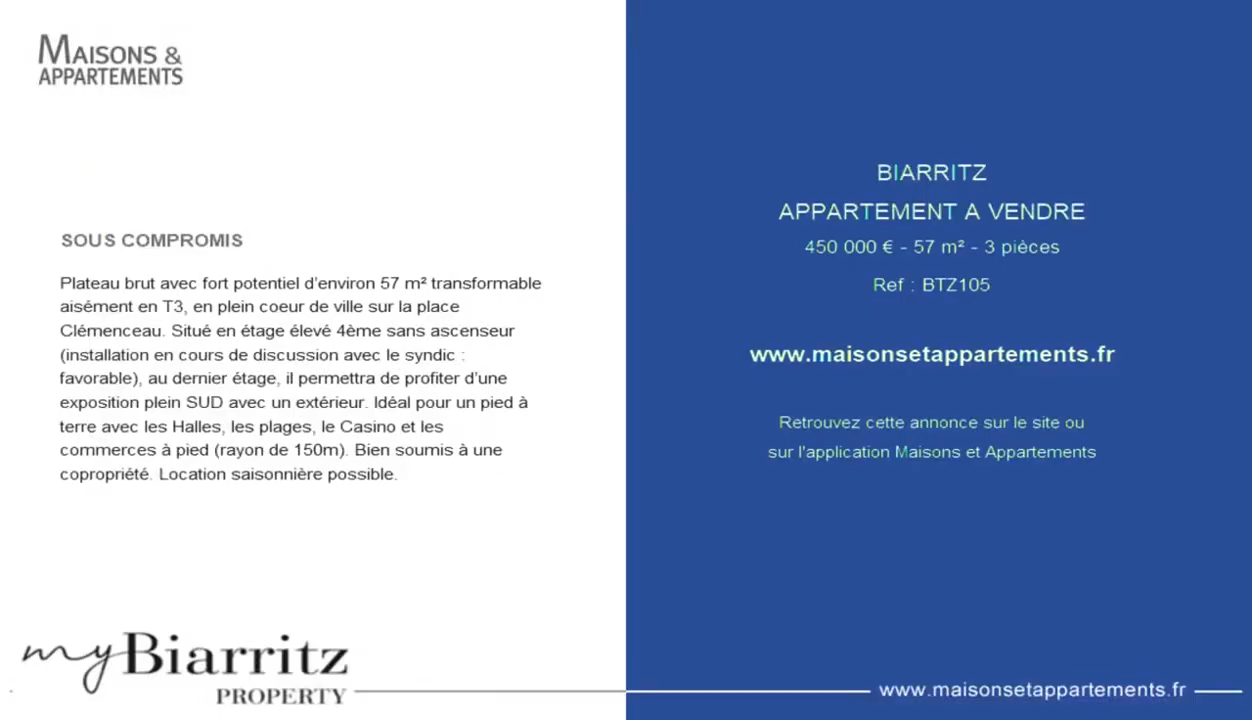 MAISONS &
APPARTEMENTS
SOUS COMPROMIS
Plateau brut avec fort potentiel d'environ 57 m² transformable
aisément en T3, en plein coeur de ville sur la place
Clémenceau. Situé en étage élevé 4ème sans ascenseur
(installation en cours de discussion avec le syndic :
favorable), au dernier étage, il permettra de profiter d'une
exposition plein SUD avec un extérieur. Idéal pour un pied à
terre avec les Halles, les plages, le Casino et les
commerces à pied (rayon de 150m). Bien soumis à une
copropriété. Location saisonnière possible.
my Biarritz
PROPERTY
BIARRITZ
APPARTEMENT A VENDRE
450 000 € - 57 m² - 3 pièces
Ref : BTZ105
www.maisonsetappartements.fr
Retrouvez cette annonce sur le site ou
sur l'application Maisons et Appartements
www.maisonsetappartements.fr